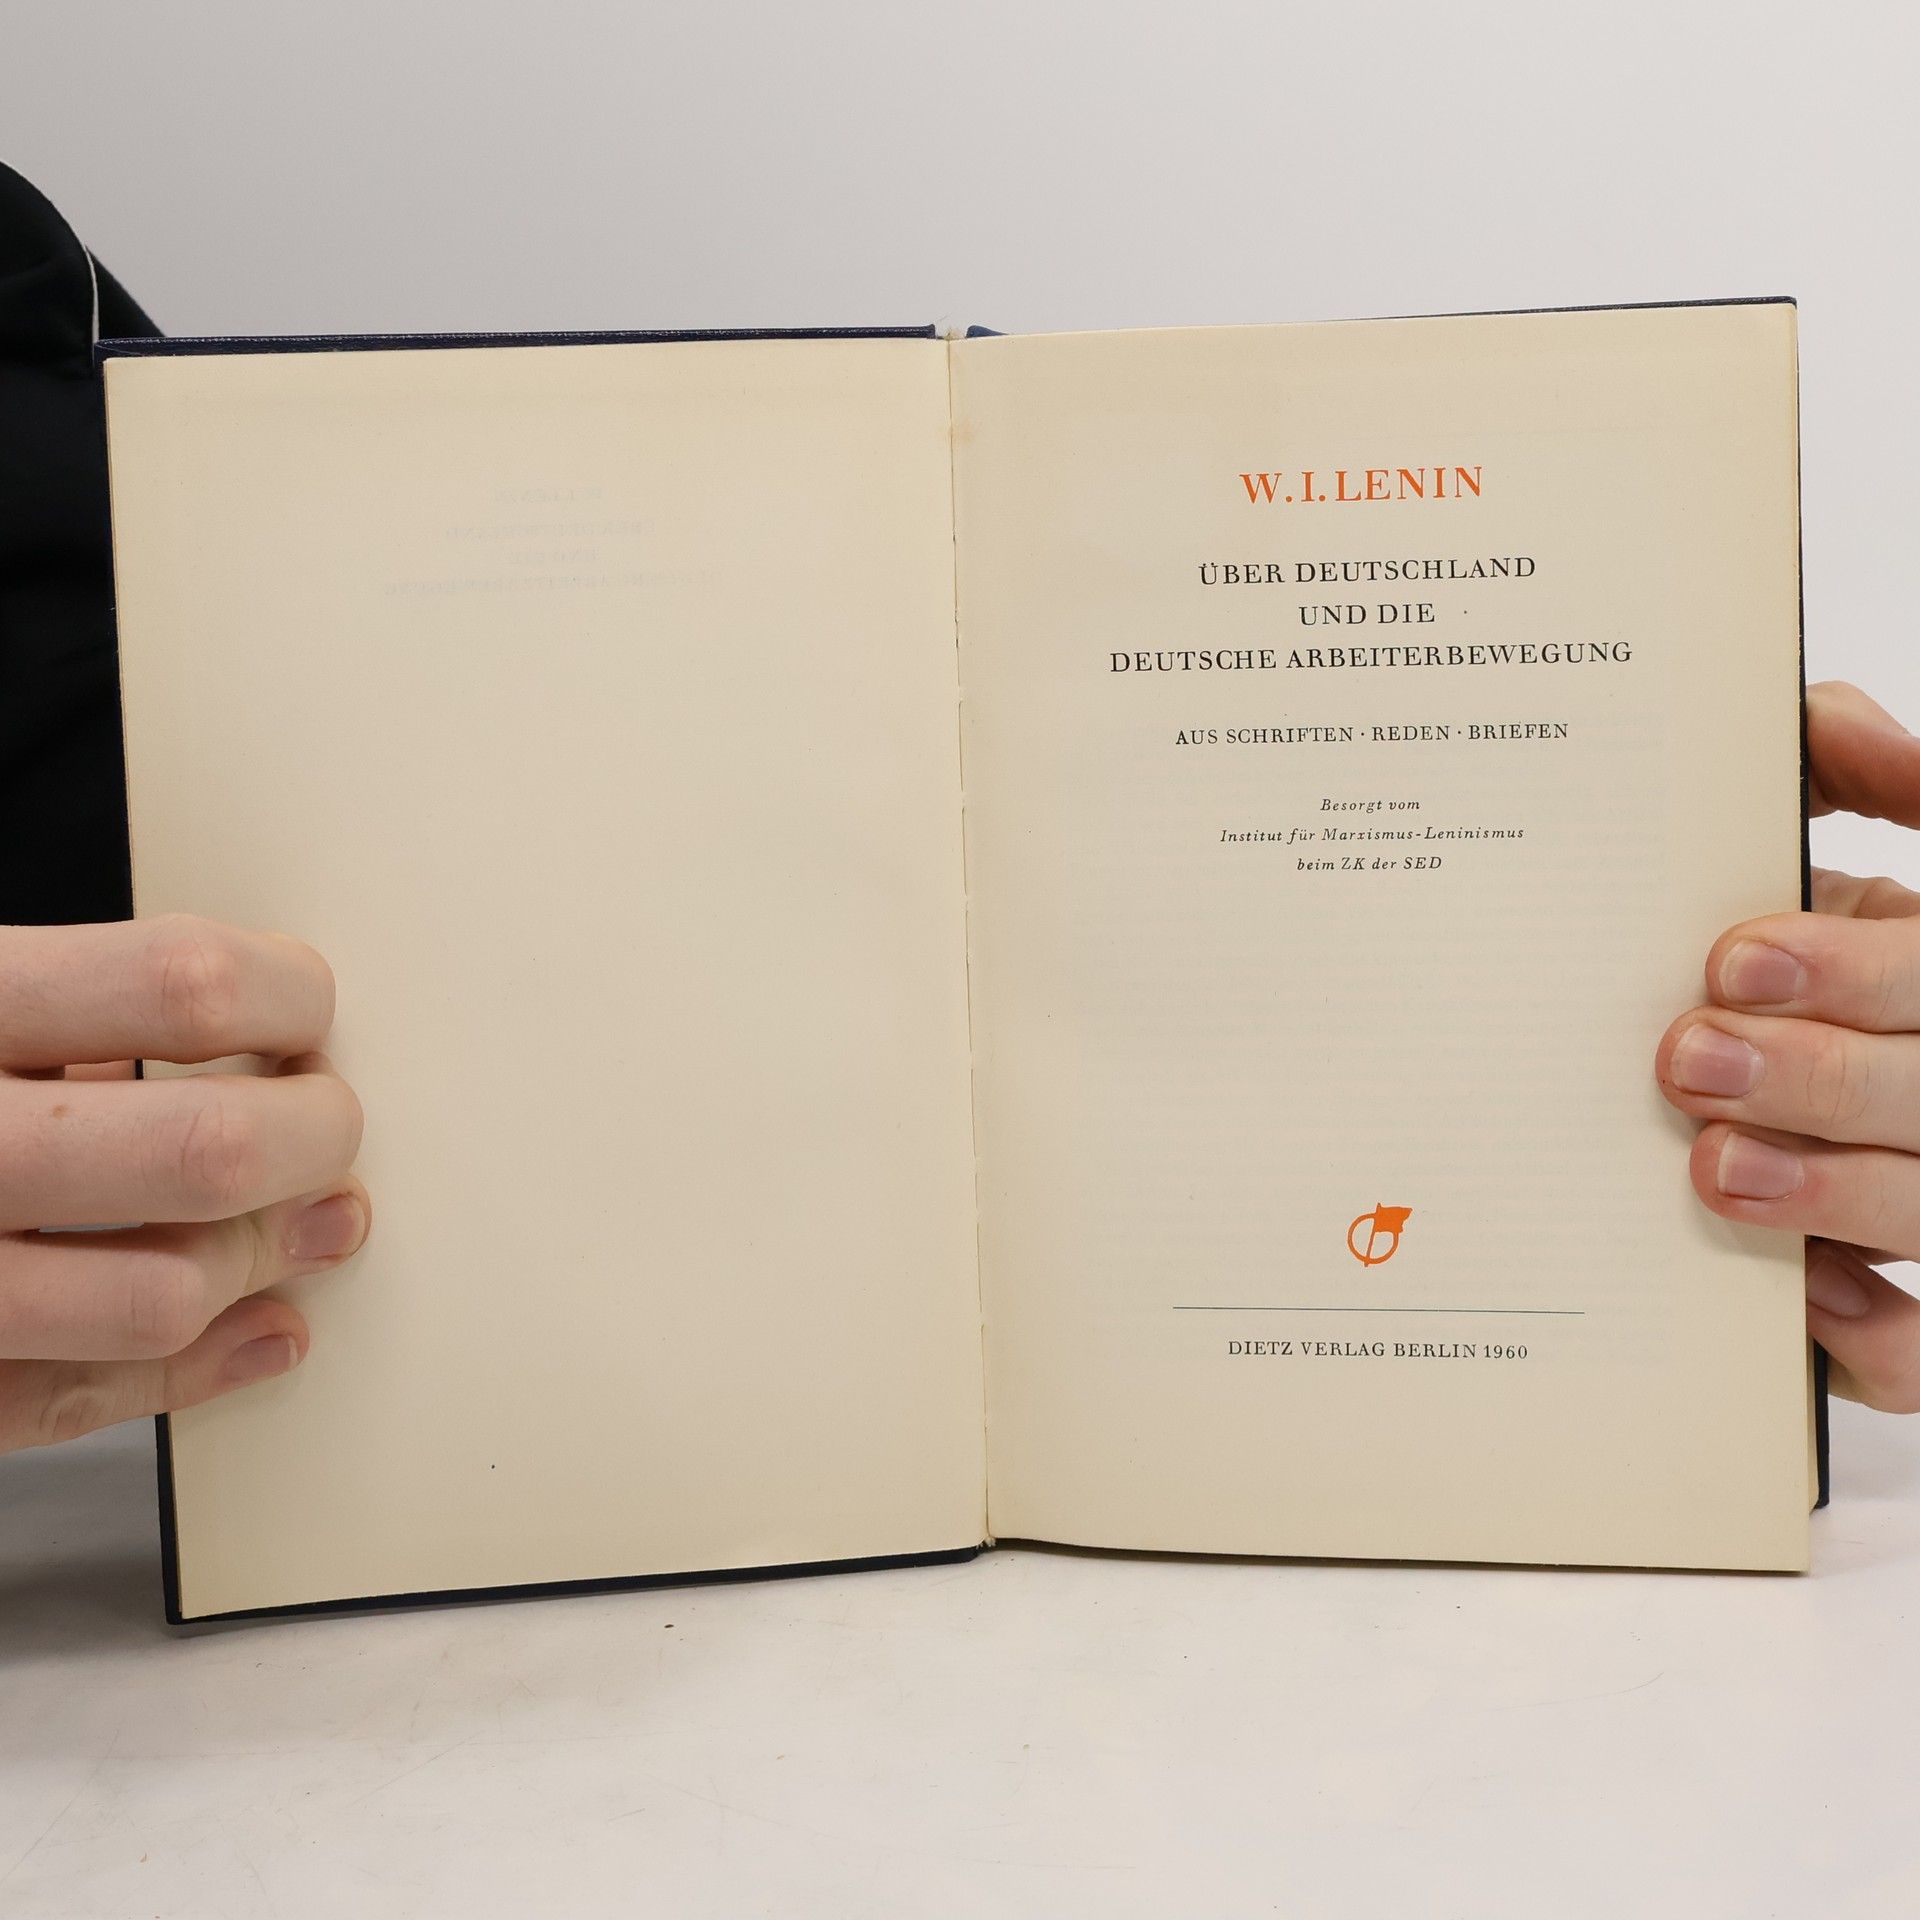 W. I. LENIN
ÜBER DEUTSCHLAND
UND DIE
DEUTSCHE ARBEITERBEWEGUNG
AUS SCHRIFTEN · REDEN · BRIEFEN
Besorgt vom
Institut für Marxismus-Leninismus
beim ZK der SED
DIETZ VERLAG BERLIN 1960